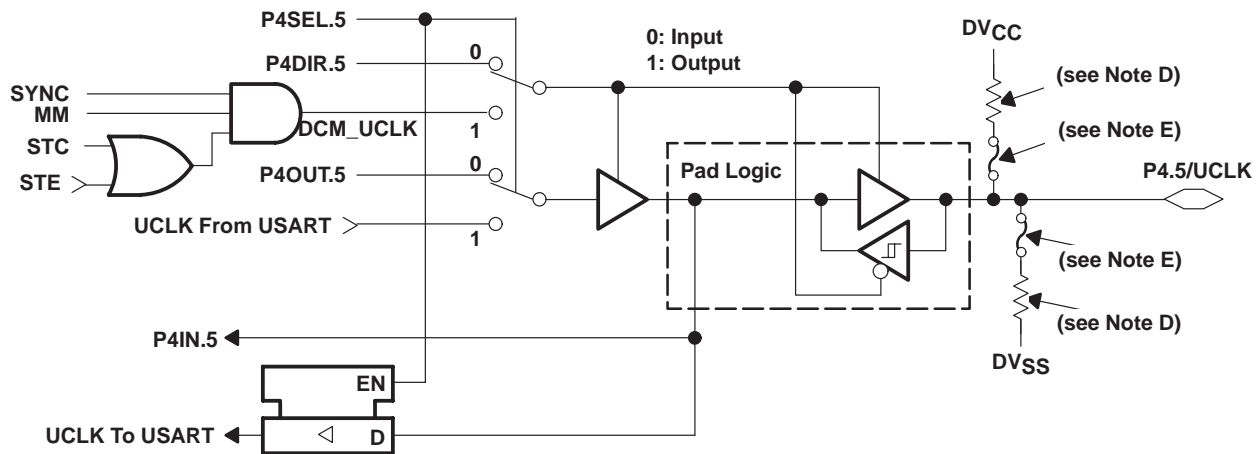 P4SEL.5
P4DIR.5
0
0: Input
1: Output
DVCC
(see Note D)
SYNC
MM
DCM_UCLK
1
(see Note E)
STC
STE
P4OUT.5
0
Pad Logic
P4.5/UCLK
UCLK From USART
1
(see Note E)
(see Note D)
P4IN.5
DVSS
EN
UCLK To USART
D